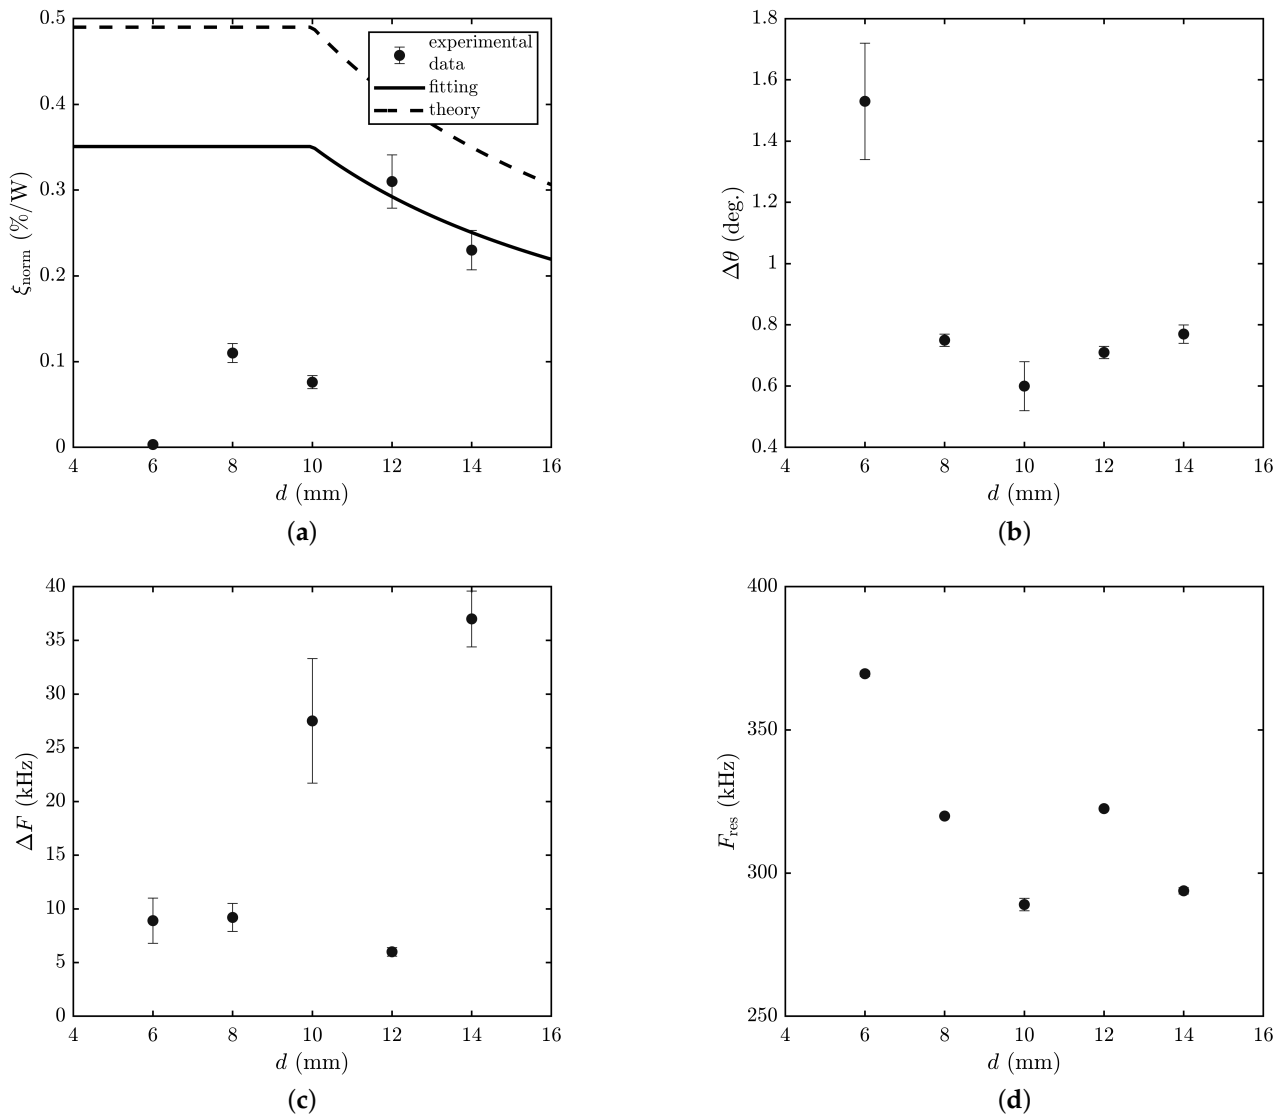 0.5
0.4
0.3
0.2
0.1
0
ξnorm (%/W)
experimental
data
fitting
theory
4 6 8 10 12 14 16
d (mm)
(a)
1.8
1.6
1.4
1.2
1
0.8
0.6
0.4
Δθ (deg.)
4 6 8 10 12 14 16
d (mm)
(b)
40
35
30
25
20
15
10
5
0
ΔF (kHz)
4 6 8 10 12 14 16
d (mm)
(c)
400
350
300
250
Fres (kHz)
4 6 8 10 12 14 16
d (mm)
(d)